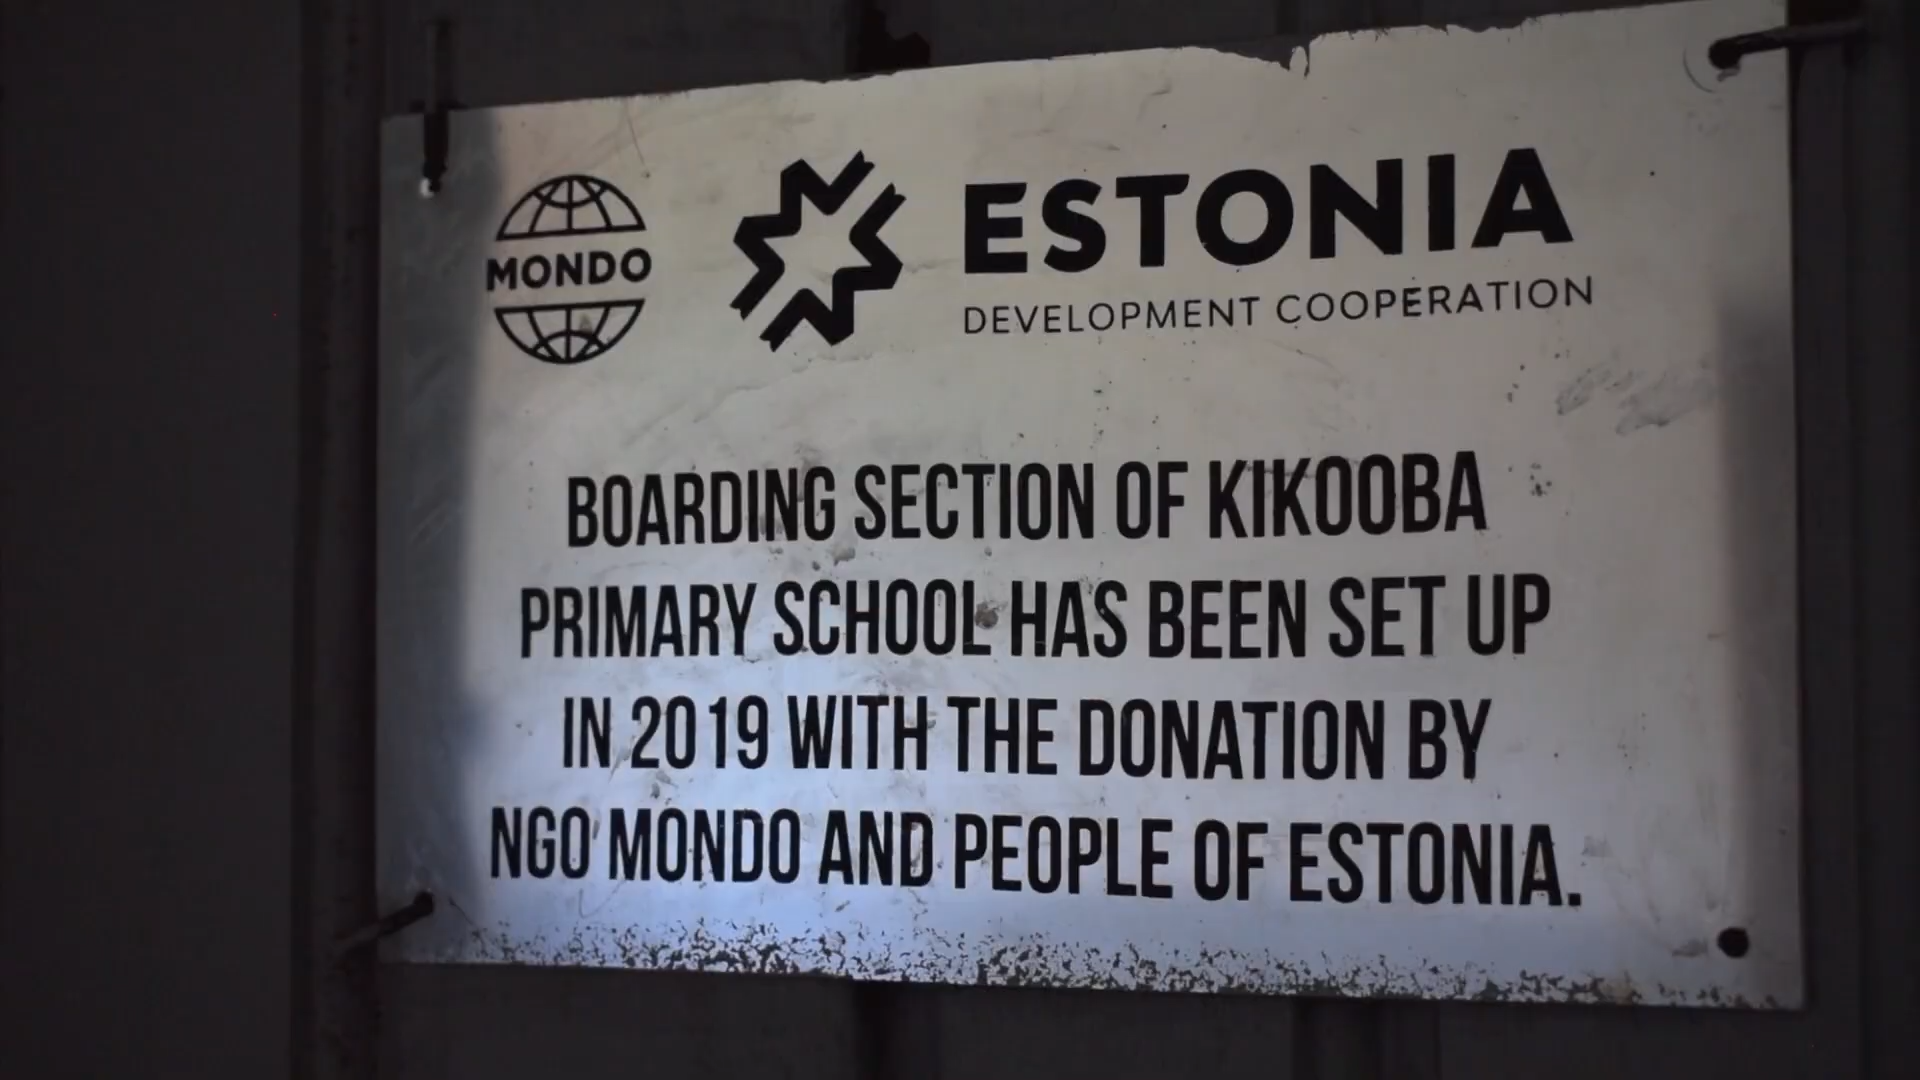 MONDO
ESTONIA
DEVELOPMENT COOPERATION
BOARDING SECTION OF KIKOOBA
PRIMARY SCHOOL HAS BEEN SET UP
IN 2019 WITH THE DONATION BY
NGO MONDO AND PEOPLE OF ESTONIA.